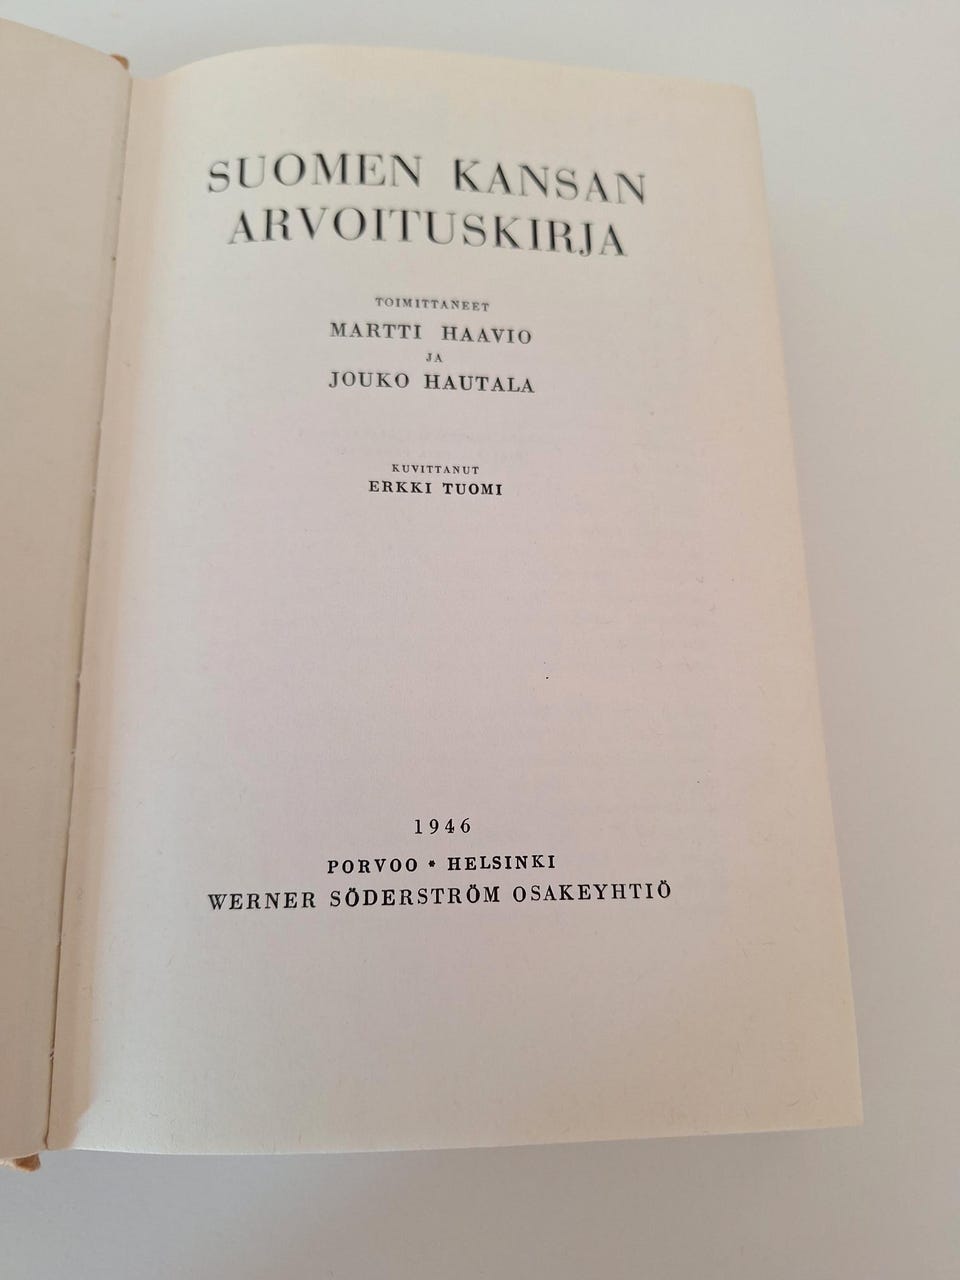 SUOMEN KANSAN
ARVOITUSKIRJA
TOIMITTANEET
MARTTI HAAVIO
JA
JOUKO HAUTALA
KUVITTANUT
ERKKI TUOMI
1946
PORVOO * HELSINKI
WERNER SÖDERSTRÖM OSAKEYHTIÖ